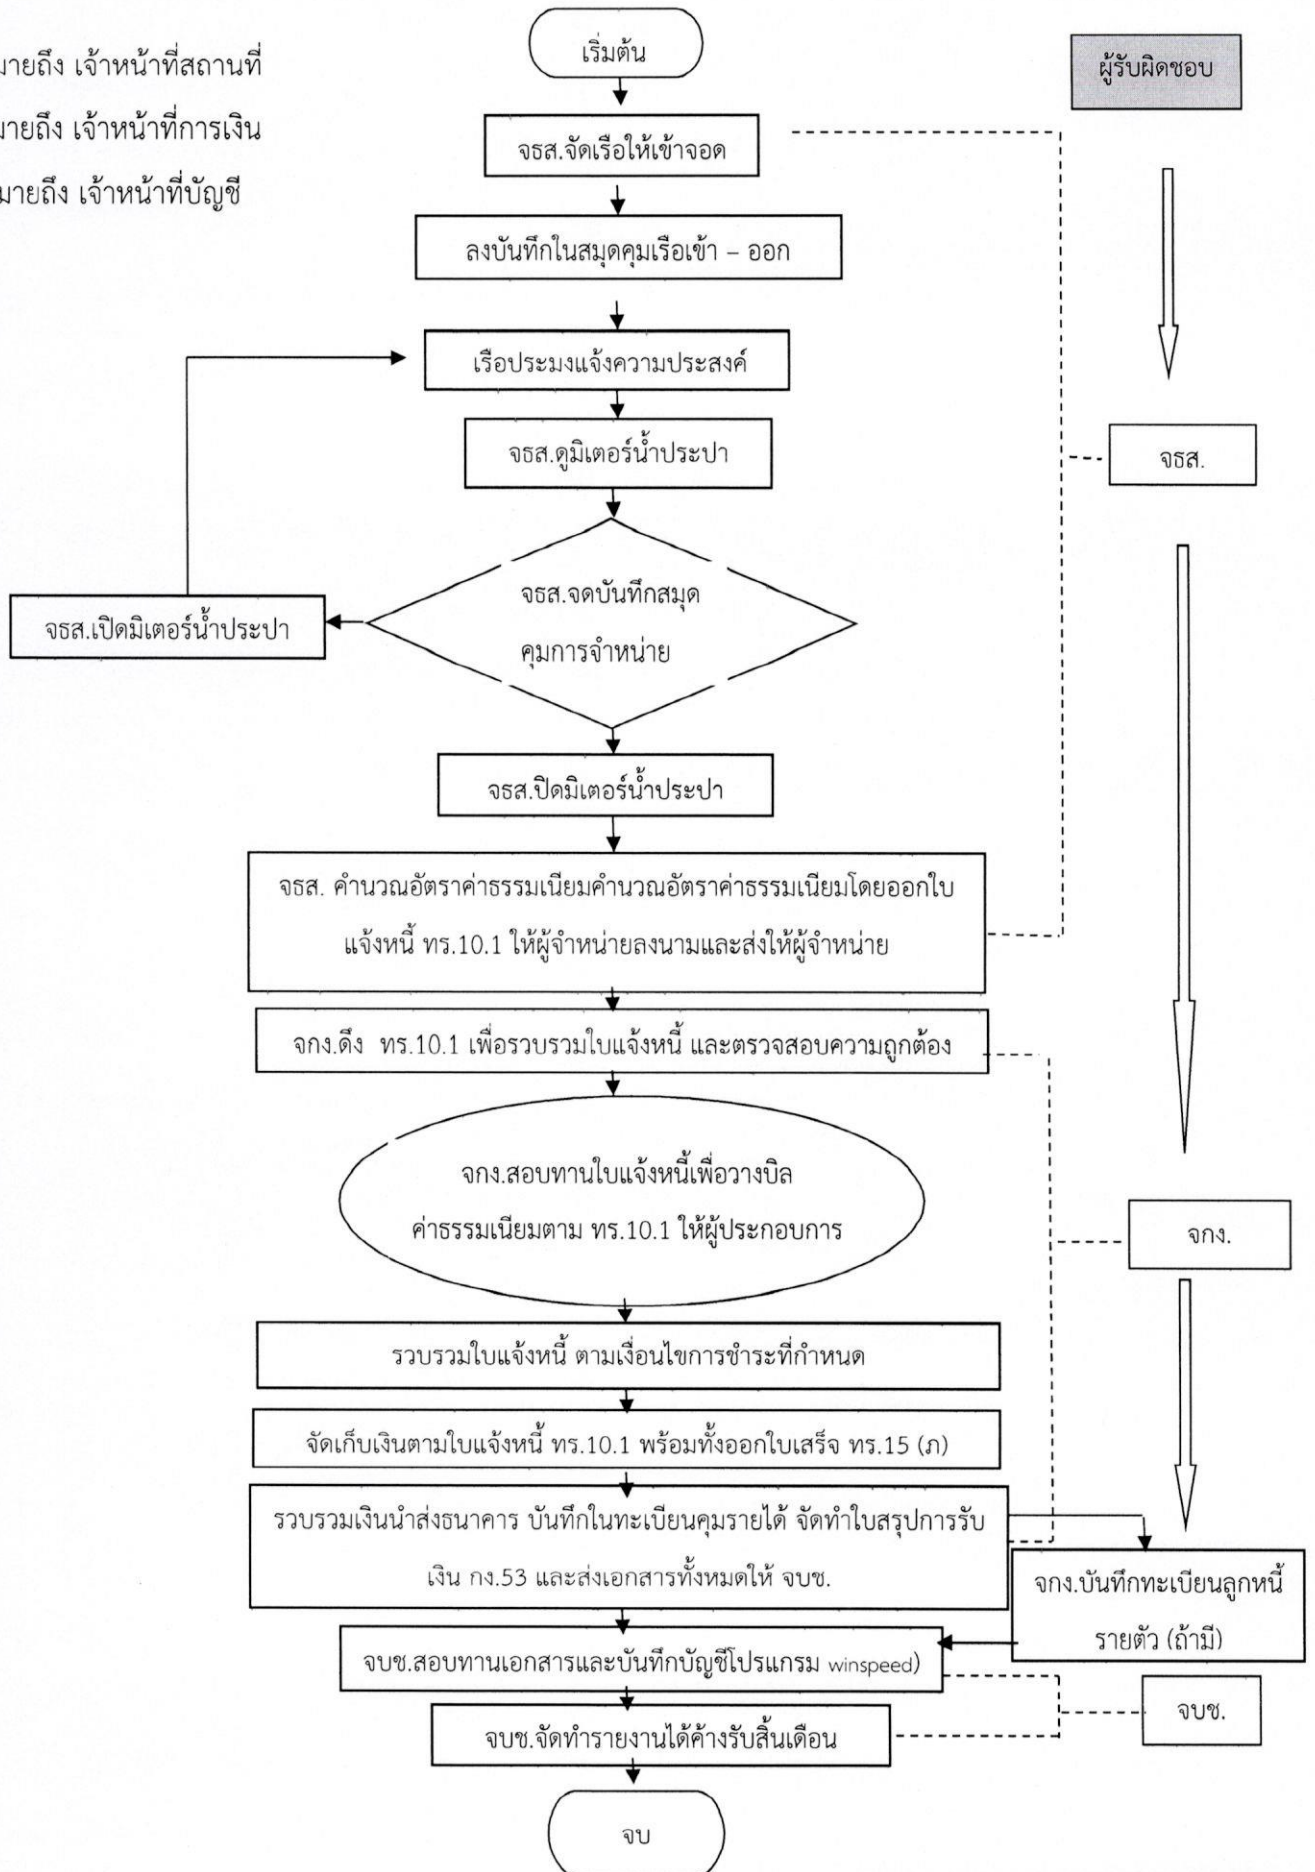 มายถึง เจ้าหน้าที่สถานที่
มายถึง เจ้าหน้าที่การเงิน
มายถึง เจ้าหน้าที่บัญชี
เริ่มต้น
ผู้รับผิดชอบ
จธส.จัดเรือให้เข้าจอด
ลงบันทึกในสมุดคุมเรือเข้า – ออก
เรือประมงแจ้งความประสงค์
จธส.ดูมิเตอร์น้ำประปา
จธส.
จธส.จดบันทึกสมุด
คุมการจำหน่าย
จธส.เปิดมิเตอร์น้ำประปา
จธส.ปิดมิเตอร์น้ำประปา
จธส. คำนวณอัตราค่าธรรมเนียมคำนวณอัตราค่าธรรมเนียมโดยออกใบ
แจ้งหนี้ ทร.10.1 ให้ผู้จำหน่ายลงนามและส่งให้ผู้จำหน่าย
จกง.ดึง ทร.10.1 เพื่อรวบรวมใบแจ้งหนี้ และตรวจสอบความถูกต้อง
จกง.สอบทานใบแจ้งหนี้เพื่อวางบิล
ค่าธรรมเนียมตาม ทร.10.1 ให้ผู้ประกอบการ
จกง.
รวบรวมใบแจ้งหนี้ ตามเงื่อนไขการชำระที่กำหนด
จัดเก็บเงินตามใบแจ้งหนี้ ทร.10.1 พร้อมทั้งออกใบเสร็จ ทร.15 (ภ)
รวบรวมเงินนำส่งธนาคาร บันทึกในทะเบียนคุมรายได้ จัดทำใบสรุปการรับ
เงิน กง.53 และส่งเอกสารทั้งหมดให้ จบช.
จกง.บันทึกทะเบียนลูกหนี้
รายตัว (ถ้ามี)
จบช.สอบทานเอกสารและบันทึกบัญชีโปรแกรม winspeed)
จบช.
จบช.จัดทำรายงานได้ค้างรับสิ้นเดือน
จบ